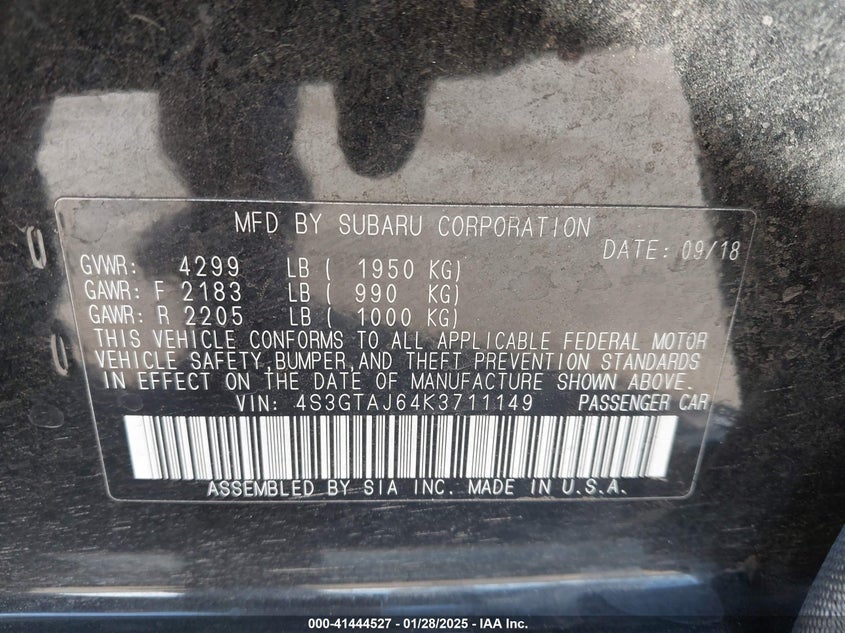 MFD BY SUBARU CORPORATION
DATE: 09/18
GVWR: 4299 LB ( 1950 KG)
GAWR: F 2183 LB ( 990 KG)
GAWR: R 2205 LB ( 1000 KG)
THIS VEHICLE CONFORMS TO ALL APPLICABLE FEDERAL MOTOR
VEHICLE SAFETY,BUMPER,AND THEFT PREVENTION STANDARDS
IN EFFECT ON THE DATE OF MANUFACTURE SHOWN ABOVE.
VIN: 4S3GTAJ64K3711149 PASSENGER CAR
ASSEMBLED BY SIA INC. MADE IN U.S.A.
000-41444527 - 01/28/2025 - IAA Inc.